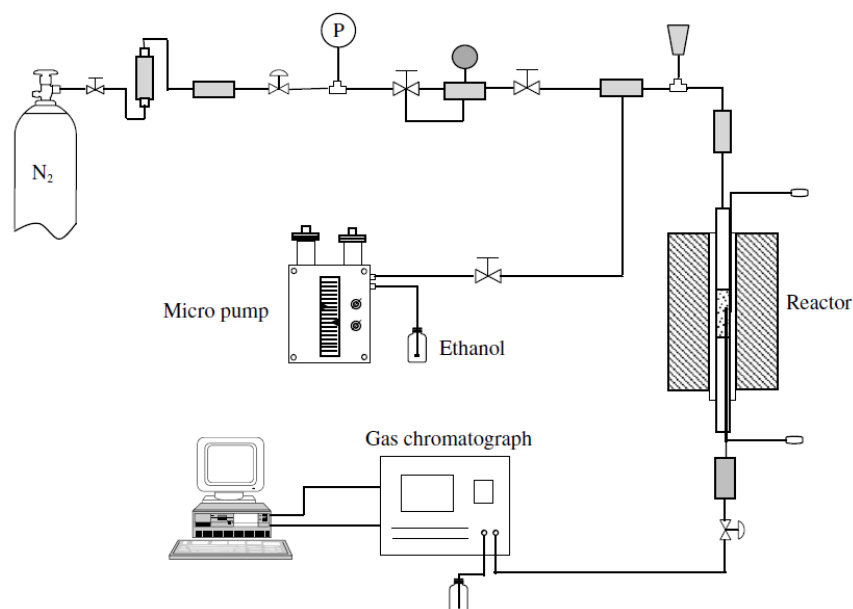 P
N₂
Micro pump
Ethanol
Reactor
Gas chromatograph